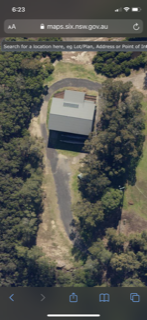 6:23
AA
maps.six.nsw.gov.au
Search for a location here, eg Lot/Plan, Address or Point of Int